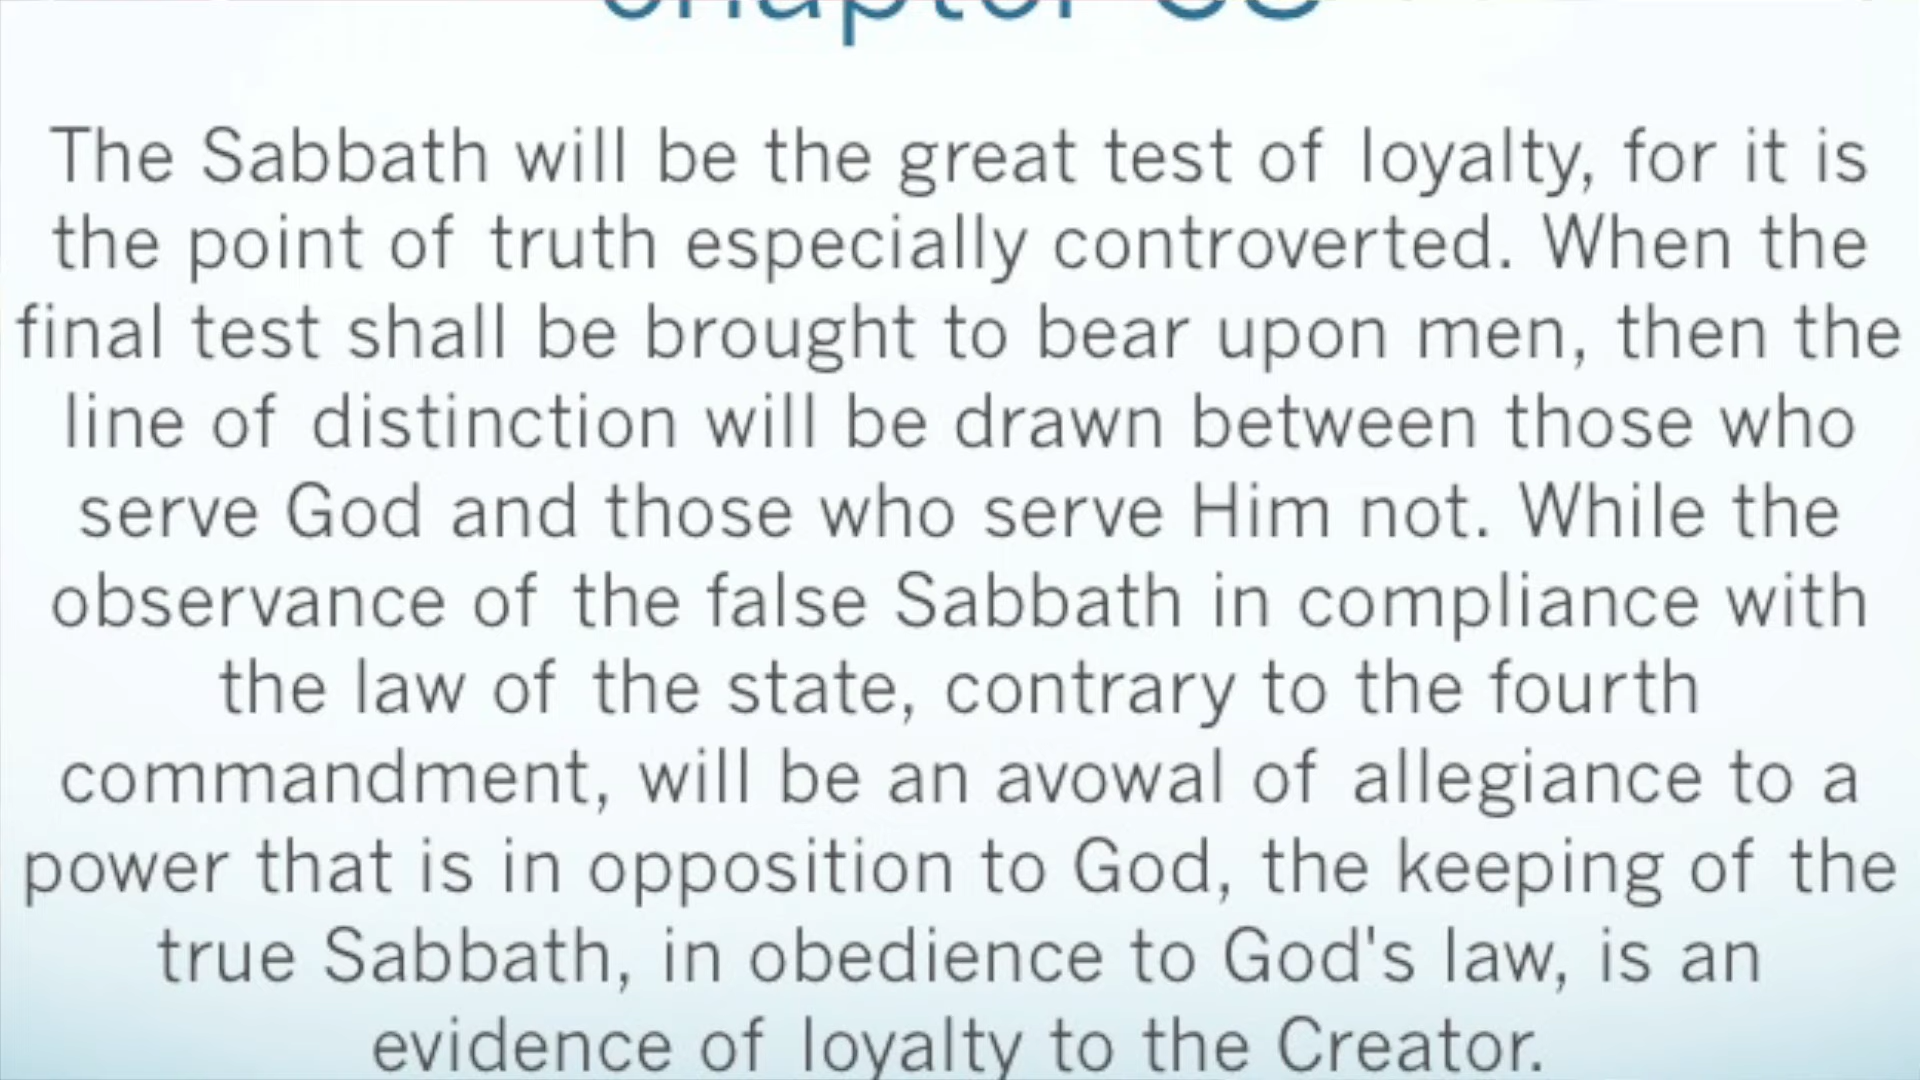 The Sabbath will be the great test of loyalty, for it is
the point of truth especially controverted. When the
final test shall be brought to bear upon men, then the
line of distinction will be drawn between those who
serve God and those who serve Him not. While the
observance of the false Sabbath in compliance with
the law of the state, contrary to the fourth
commandment, will be an avowal of allegiance to a
power that is in opposition to God, the keeping of the
true Sabbath, in obedience to God's law, is an
evidence of loyalty to the Creator.